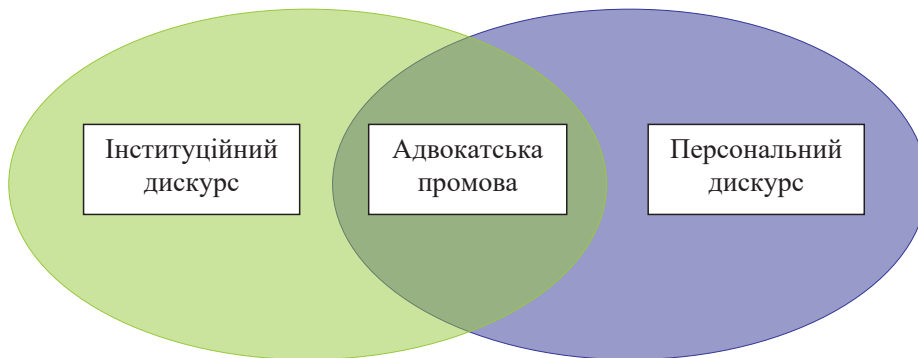 Інституційний
дискурс
Адвокатська
промова
Персональний
дискурс